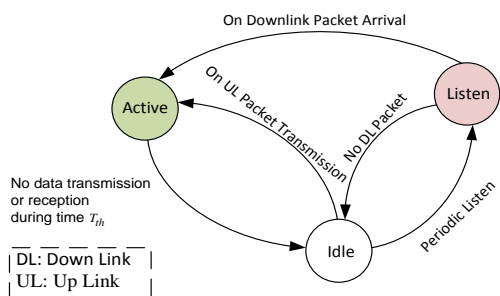 On Downlink Packet Arrival
Active
On UL Packet Transmission
Listen
No DL Packet
No data transmission
or reception
during time T_th
Idle
Periodic Listen
DL: Down Link
UL: Up Link